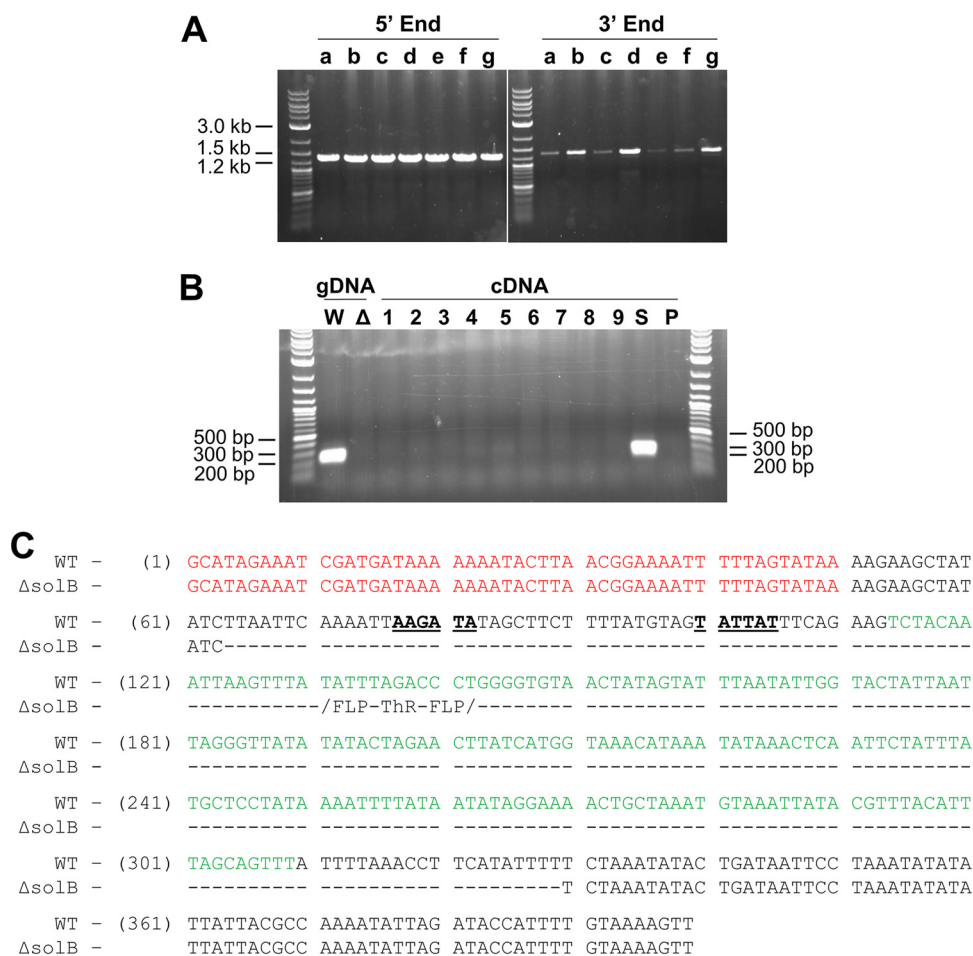 A
5' End
3' End
a b c d e f g
a b c d e f g
3.0 kb
1.5 kb
1.2 kb
B
gDNA
cDNA
W Δ 1 2 3 4 5 6 7 8 9 S P
500 bp
300 bp
200 bp
500 bp
300 bp
200 bp
C
WT – (1) GCATAGAAAT CGATGATAAA AAAATACTTA ACGGAAAATT TTTAGTATAA AAGAAGCTAT
ΔsolB – GCATAGAAAT CGATGATAAA AAAATACTTA ACGGAAAATT TTTAGTATAA AAGAAGCTAT
WT – (61) ATCTTAATTC AAAATTAAGA TATAGCTTCT TTTATGTAGT ATTATTTCAG AAGTCTACAA
ΔsolB – ATC------- ---------- ---------- ---------- ---------- ----------
WT – (121) ATTAAGTTTA TATTTAGACC CTGGGGTGTA ACTATAGTAT TTAATATTGG TACTATTAAT
ΔsolB – ----------/FLP-ThR-FLP/-------- ---------- ---------- ----------
WT – (181) TAGGGTTATA TATACTAGAA CTTATCATGG TAAACATAAA TATAAACTCA ATTCTATTTA
ΔsolB – ---------- ---------- ---------- ---------- ---------- ----------
WT – (241) TGCTCCTATA AAATTTTATA ATATAGGAAA ACTGCTAAAT GTAAATTATA CGTTTACATT
ΔsolB – ---------- ---------- ---------- ---------- ---------- ----------
WT – (301) TAGCAGTTTA TTTTAAACCT TCATATTTTT CTAAATATAC TGATAATTCC TAAATATATA
ΔsolB – ---------- ---------- ---------T CTAAATATAC TGATAATTCC TAAATATATA
WT – (361) TTATTACGCC AAAATATTAG ATACCATTTT GTAAAAGTT
ΔsolB – TTATTACGCC AAAATATTAG ATACCATTTT GTAAAAGTT